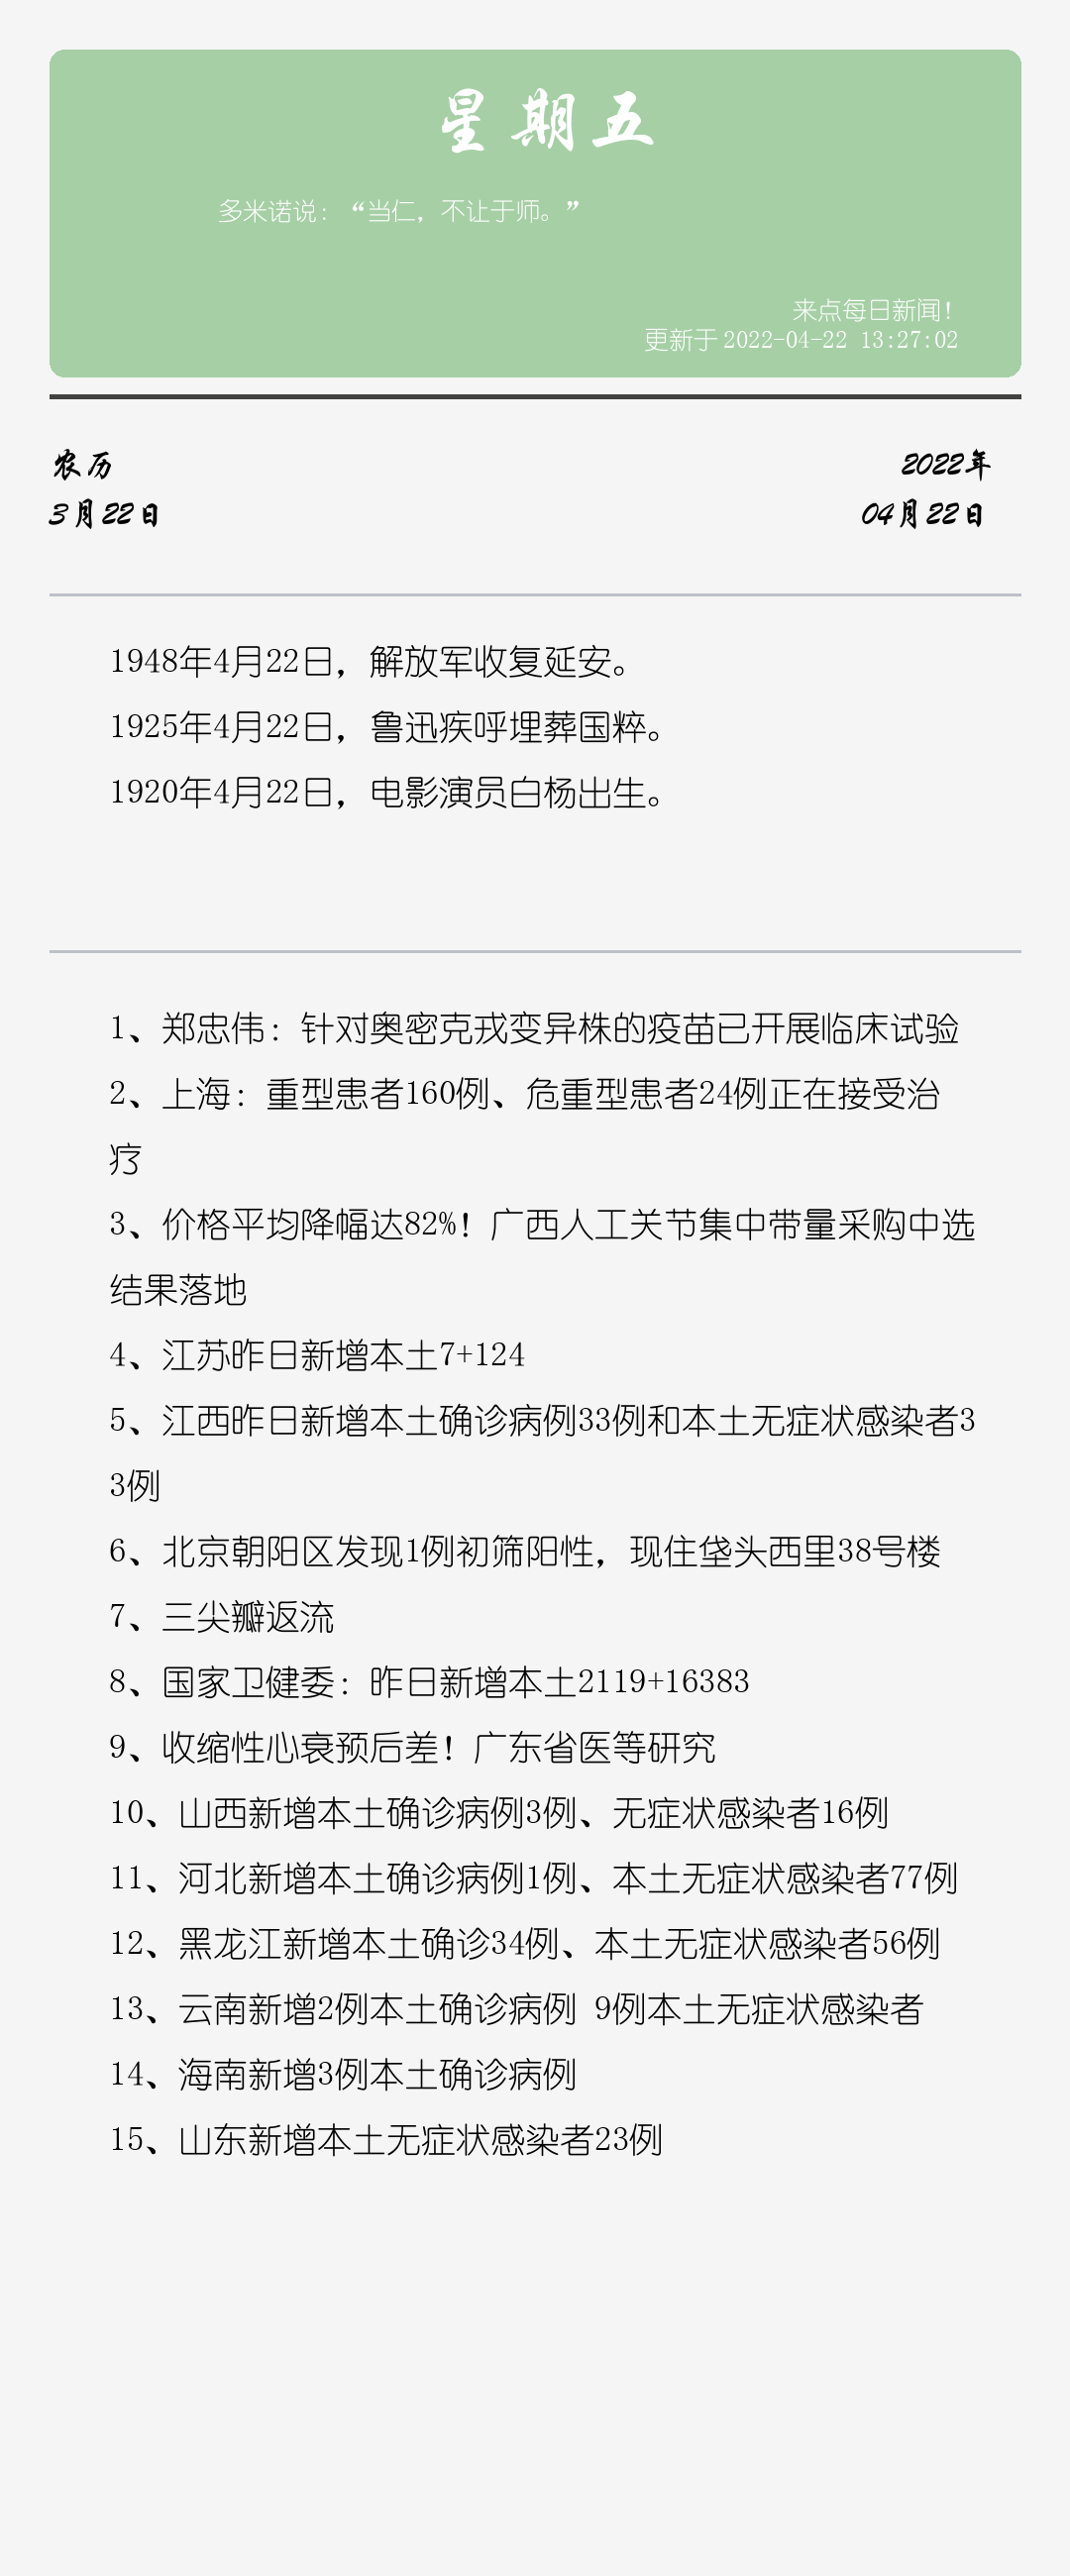 星期五
多米诺说：“当仁，不让于师。”
来点每日新闻！
更新于 2022-04-22 13:27:02
农历
2022年
3月22日
04月22日
1948年4月22日，解放军收复延安。
1925年4月22日，鲁迅疾呼埋葬国粹。
1920年4月22日，电影演员白杨出生。
1、郑忠伟：针对奥密克戎变异株的疫苗已开展临床试验
2、上海：重型患者160例、危重型患者24例正在接受治
疗
3、价格平均降幅达82%！广西人工关节集中带量采购中选
结果落地
4、江苏昨日新增本土7+124
5、江西昨日新增本土确诊病例33例和本土无症状感染者3
3例
6、北京朝阳区发现1例初筛阳性，现住垡头西里38号楼
7、三尖瓣返流
8、国家卫健委：昨日新增本土2119+16383
9、收缩性心衰预后差！广东省医等研究
10、山西新增本土确诊病例3例、无症状感染者16例
11、河北新增本土确诊病例1例、本土无症状感染者77例
12、黑龙江新增本土确诊34例、本土无症状感染者56例
13、云南新增2例本土确诊病例 9例本土无症状感染者
14、海南新增3例本土确诊病例
15、山东新增本土无症状感染者23例